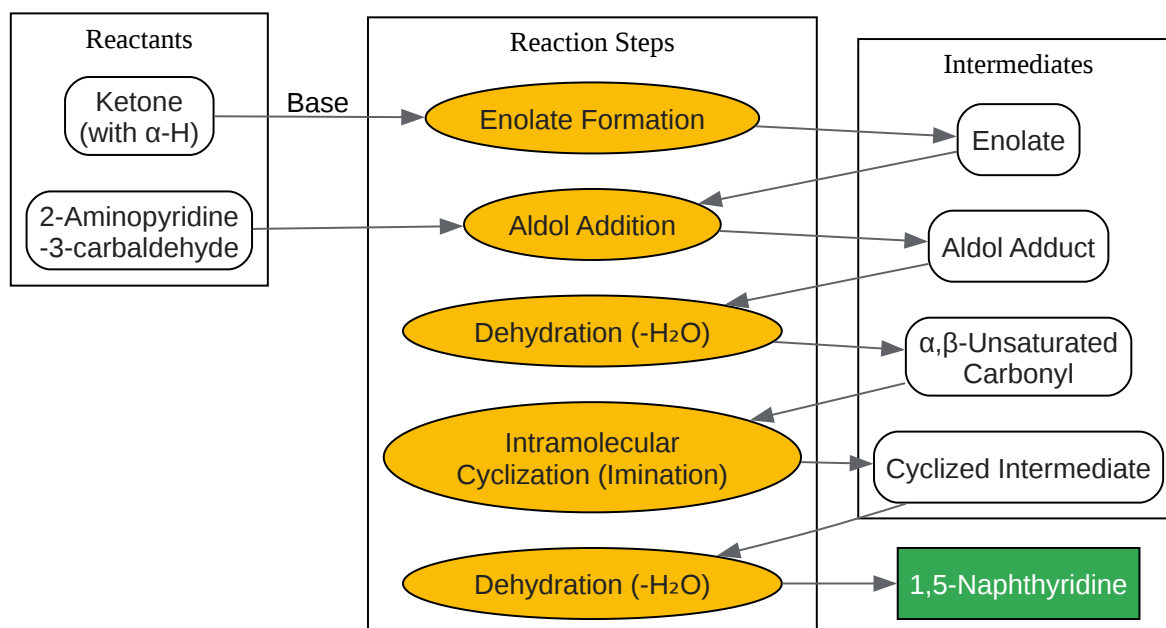 Reactants
Reaction Steps
Intermediates
Ketone
(with α-H)
Base
Enolate Formation
Enolate
2-Aminopyridine
-3-carbaldehyde
Aldol Addition
Aldol Adduct
Dehydration (-H₂O)
α,β-Unsaturated
Carbonyl
Intramolecular
Cyclization (Imination)
Cyclized Intermediate
Dehydration (-H₂O)
1,5-Naphthyridine